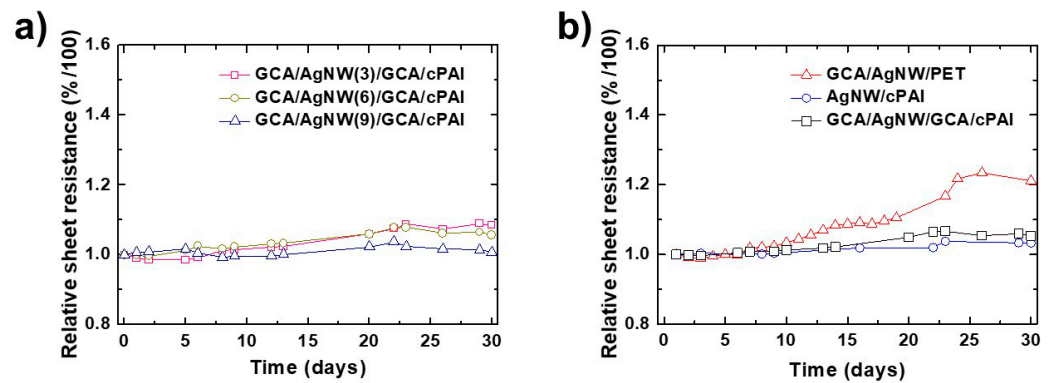 a)
Relative sheet resistance (% /100)
1.6
1.4
1.2
1.0
0.8
GCA/AgNW(3)/GCA/cPAI
GCA/AgNW(6)/GCA/cPAI
GCA/AgNW(9)/GCA/cPAI
0 5 10 15 20 25 30
Time (days)
b)
Relative sheet resistance (% /100)
1.6
1.4
1.2
1.0
0.8
GCA/AgNW/PET
AgNW/cPAI
GCA/AgNW/GCA/cPAI
0 5 10 15 20 25 30
Time (days)